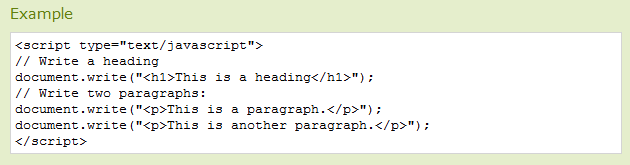 Example
<script type="text/javascript">
// Write a heading
document.write("<h1>This is a heading</h1>");
// Write two paragraphs:
document.write("<p>This is a paragraph.</p>");
document.write("<p>This is another paragraph.</p>");
</script>